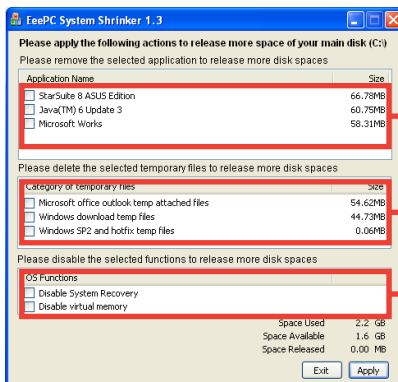 EeePC System Shrinker 1.3
Please apply the following actions to release more space of your main disk (C:\)
Please remove the selected application to release more disk spaces
Application Name Size
StarSuite 8 ASUS Edition 66.78MB
Java(TM) 6 Update 3 60.75MB
Microsoft Works 58.31MB
Please delete the selected temporary files to release more disk spaces
Category of temporary files Size
Microsoft office outlook temp attached files 54.62MB
Windows download temp files 44.73MB
Windows SP2 and hotfix temp files 0.06MB
Please disable the selected functions to release more disk spaces
OS Functions
Disable System Recovery
Disable virtual memory
Space Used 2.2 GB
Space Available 1.6 GB
Space Released 0.00 MB
Exit Apply